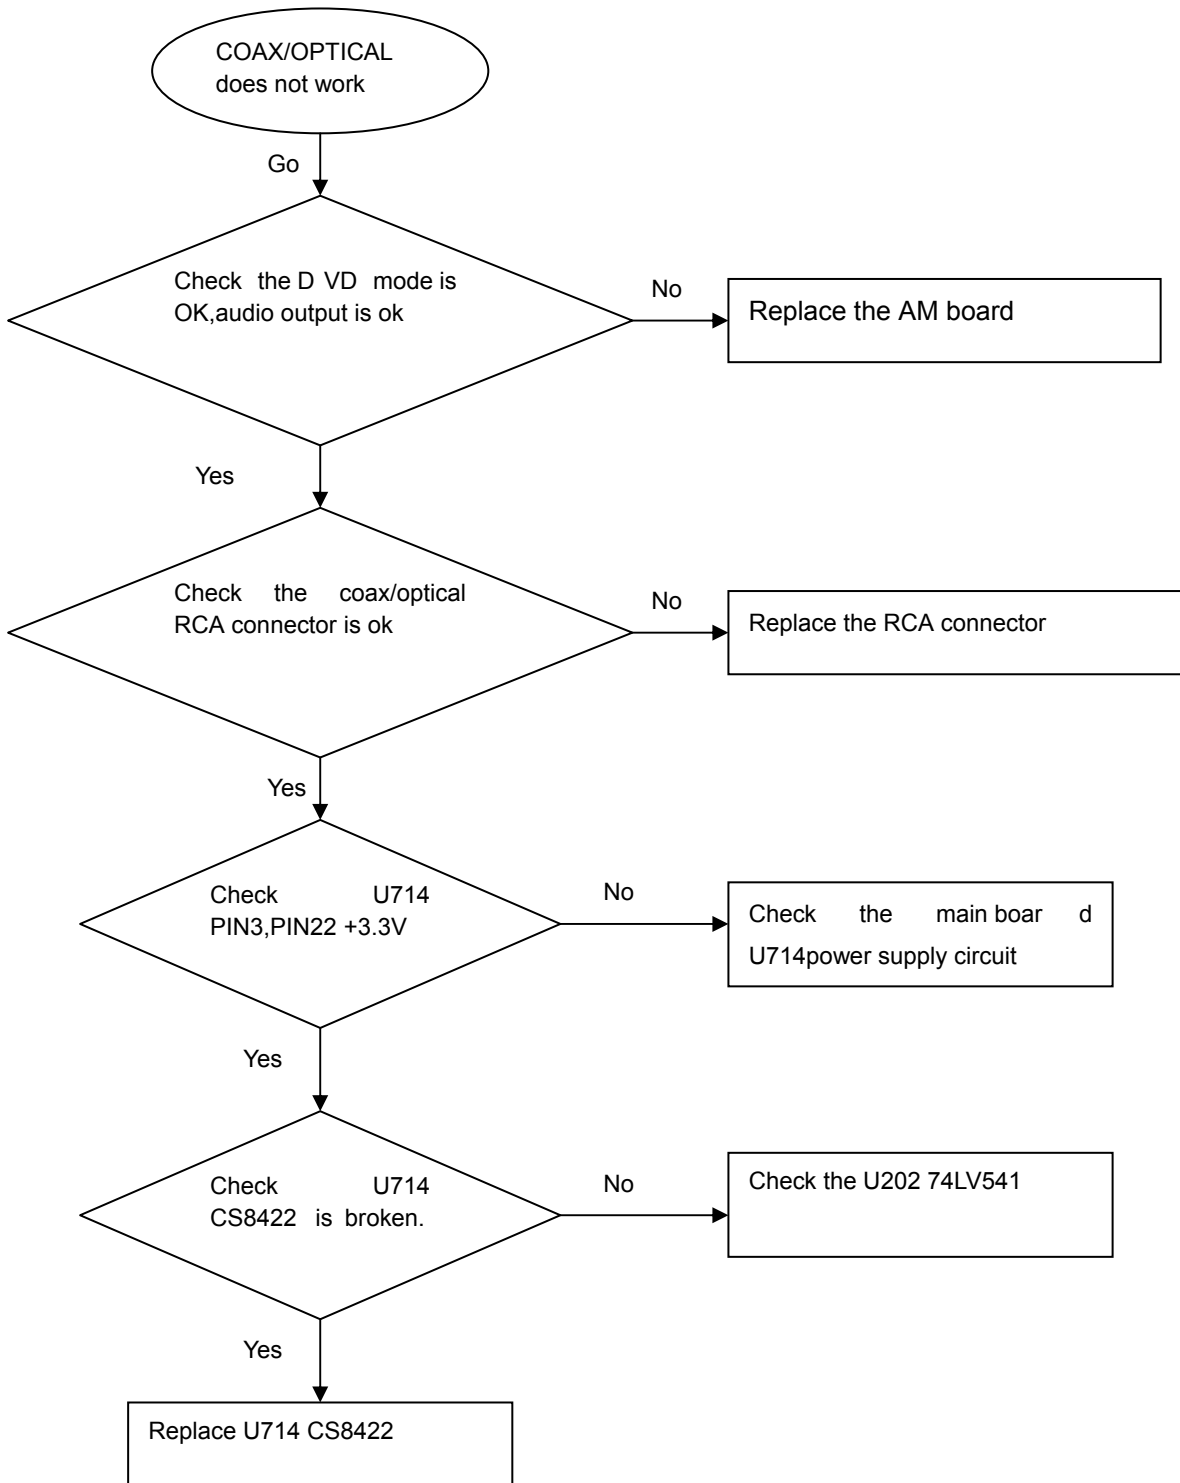 COAX/OPTICAL
does not work
Go
Check the D VD mode is
OK,audio output is ok
No
Replace the AM board
Yes
Check the coax/optical
RCA connector is ok
No
Replace the RCA connector
Yes
Check U714
PIN3,PIN22 +3.3V
No
Check the main boar d
U714power supply circuit
Yes
Check U714
CS8422 is broken.
No
Check the U202 74LV541
Yes
Replace U714 CS8422